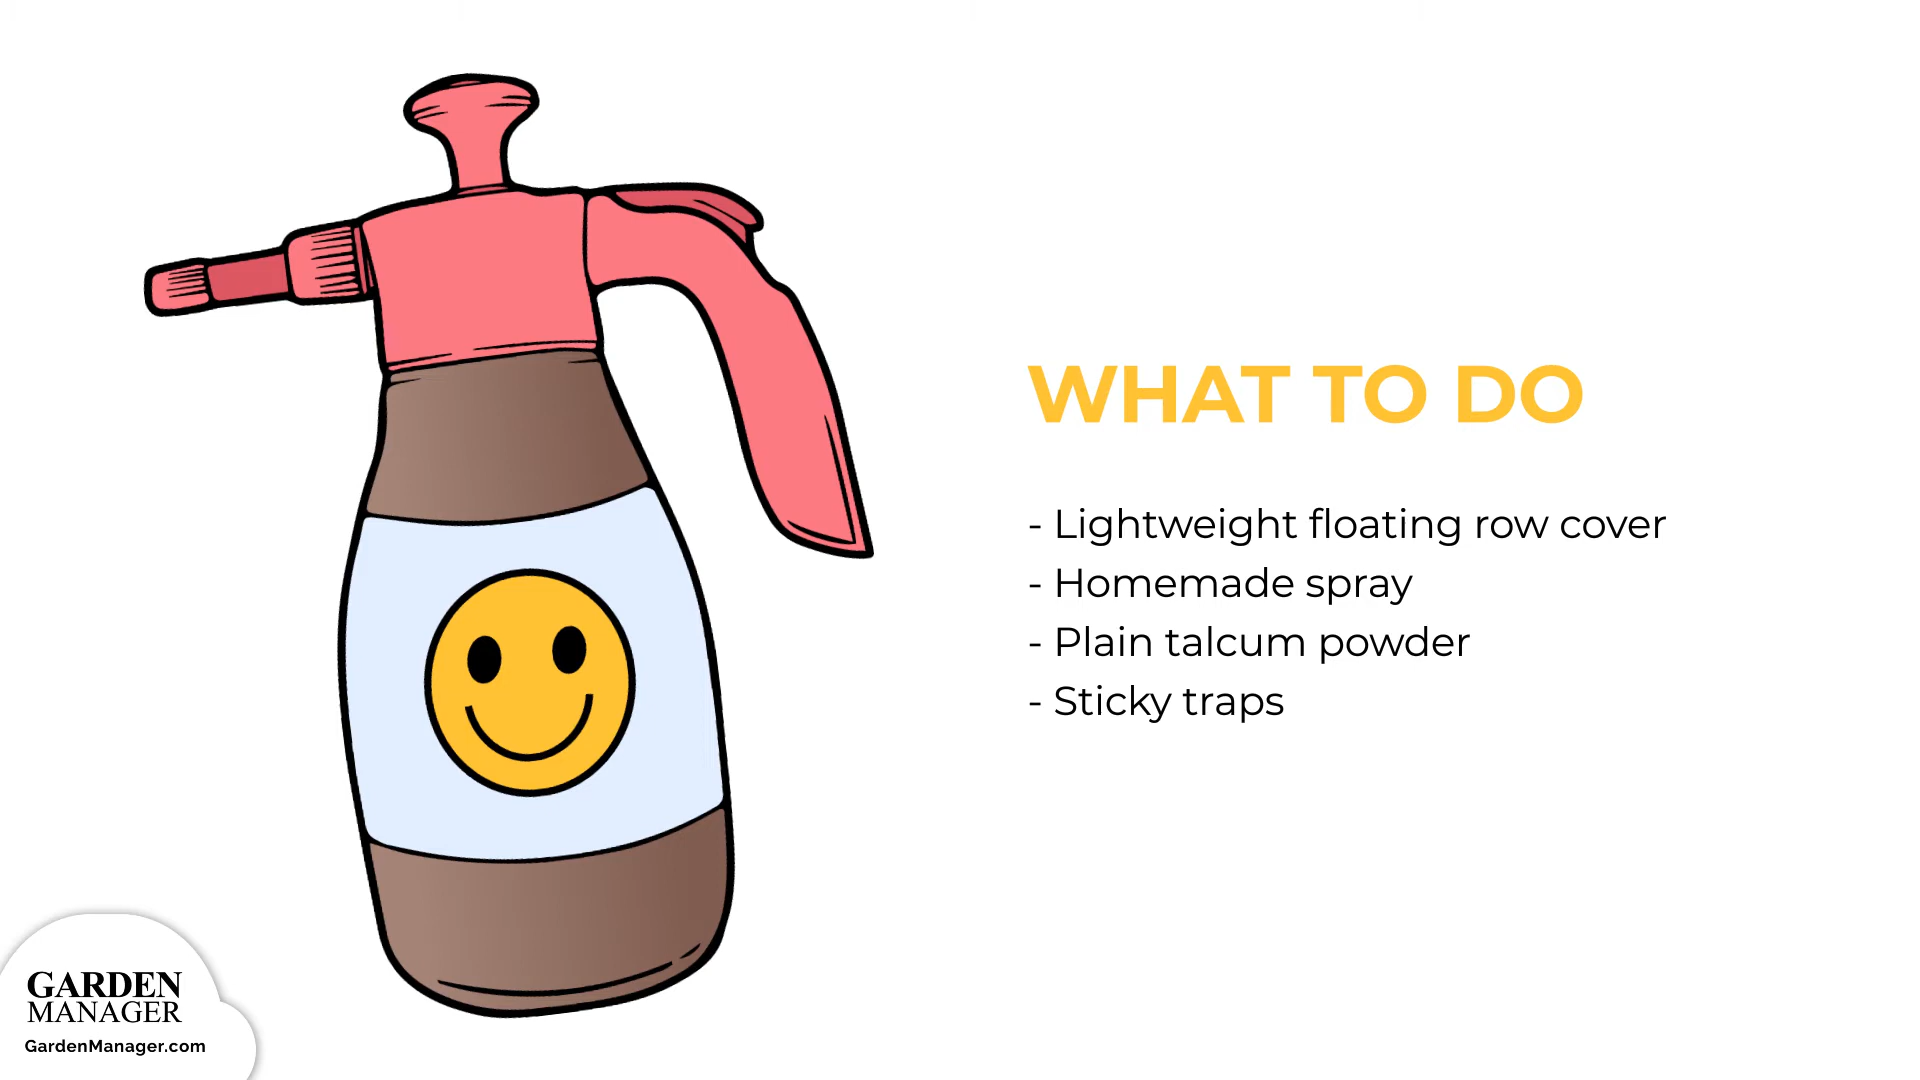 WHAT TO DO
- Lightweight floating row cover
- Homemade spray
- Plain talcum powder
- Sticky traps
GARDEN
MANAGER
GardenManager.com